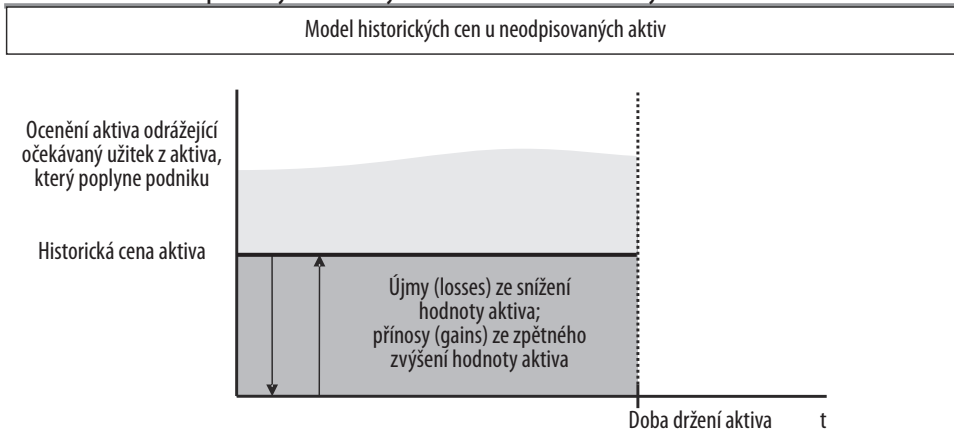 Model historických cen u neodpisovaných aktiv
Ocenění aktiva odrážející
očekávaný užitek z aktiva,
který poplyne podniku
Historická cena aktiva
Újmy (losses) ze snížení
hodnoty aktiva;
přínosy (gains) ze zpětného
zvýšení hodnoty aktiva
Doba držení aktiva t